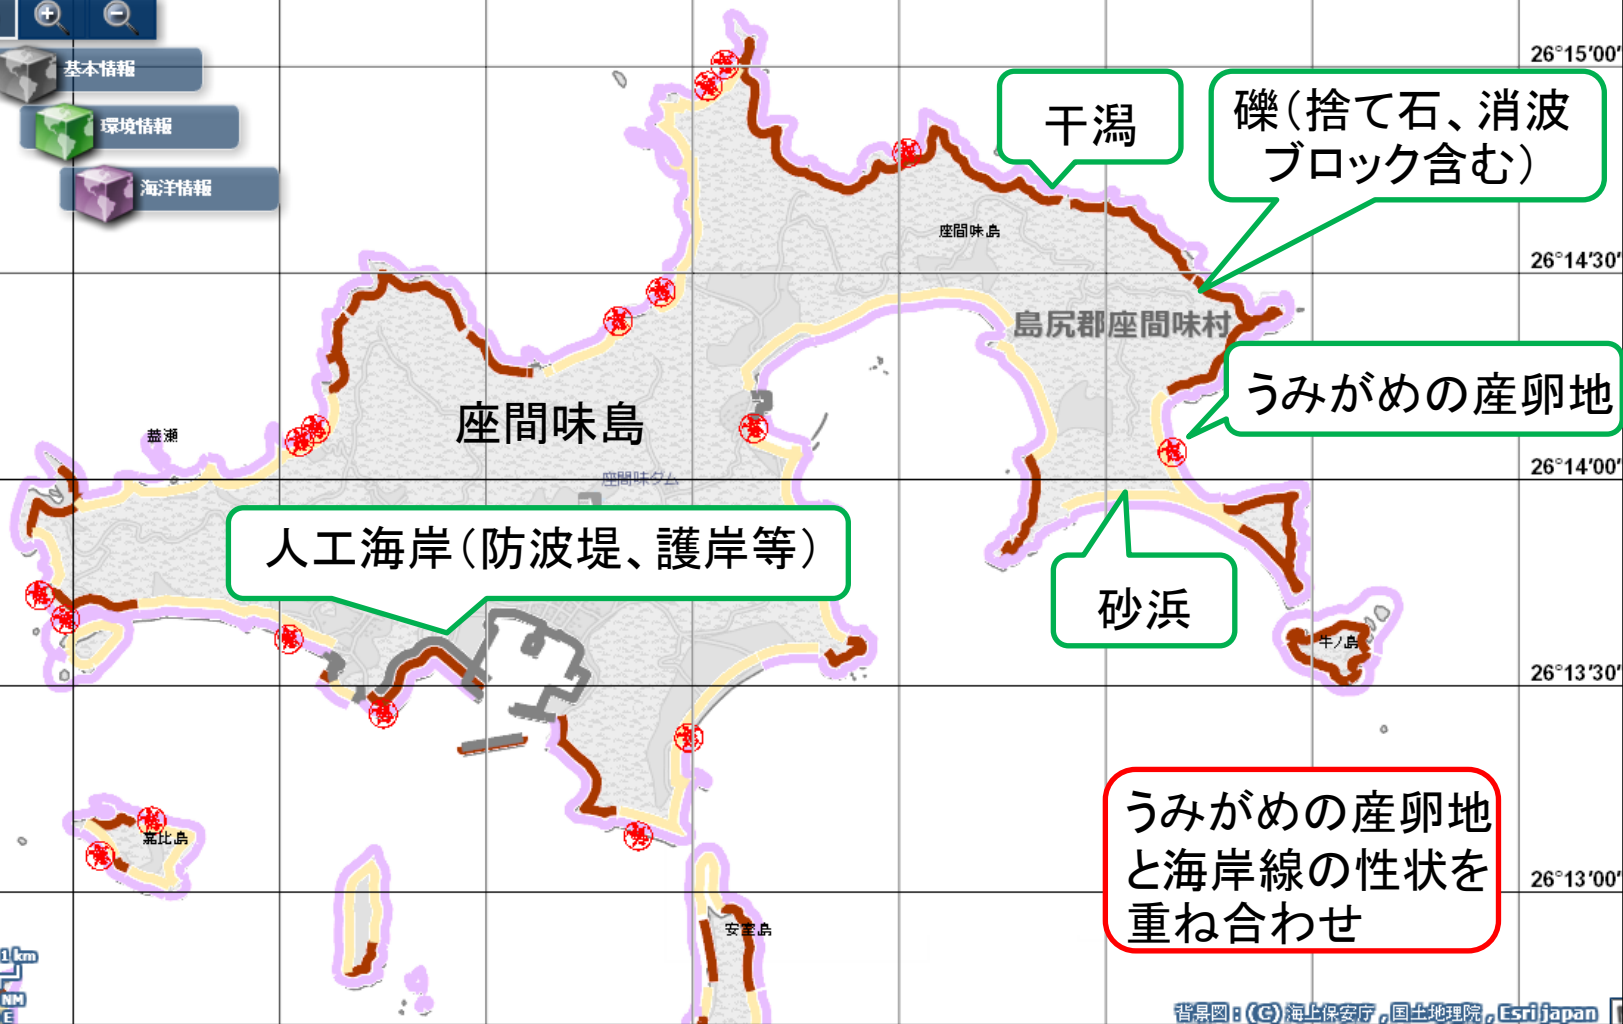 基本情報
環境情報
海洋情報
26°15′00′
干潟
礫（捨て石、消波
ブロック含む）
座間味島
26°14′30′
島尻郡座間味村
うみがめの産卵地
座間味島
26°14′00′
座間味ダム
人工海岸（防波堤、護岸等）
砂浜
牛ノ島
26°13′30′
うみがめの産卵地
と海岸線の性状を
重ね合わせ
嘉比島
26°13′00′
安室島
1 km
NM
E
背景図：(C) 海上保安庁 , 国土地理院 , Esri japan